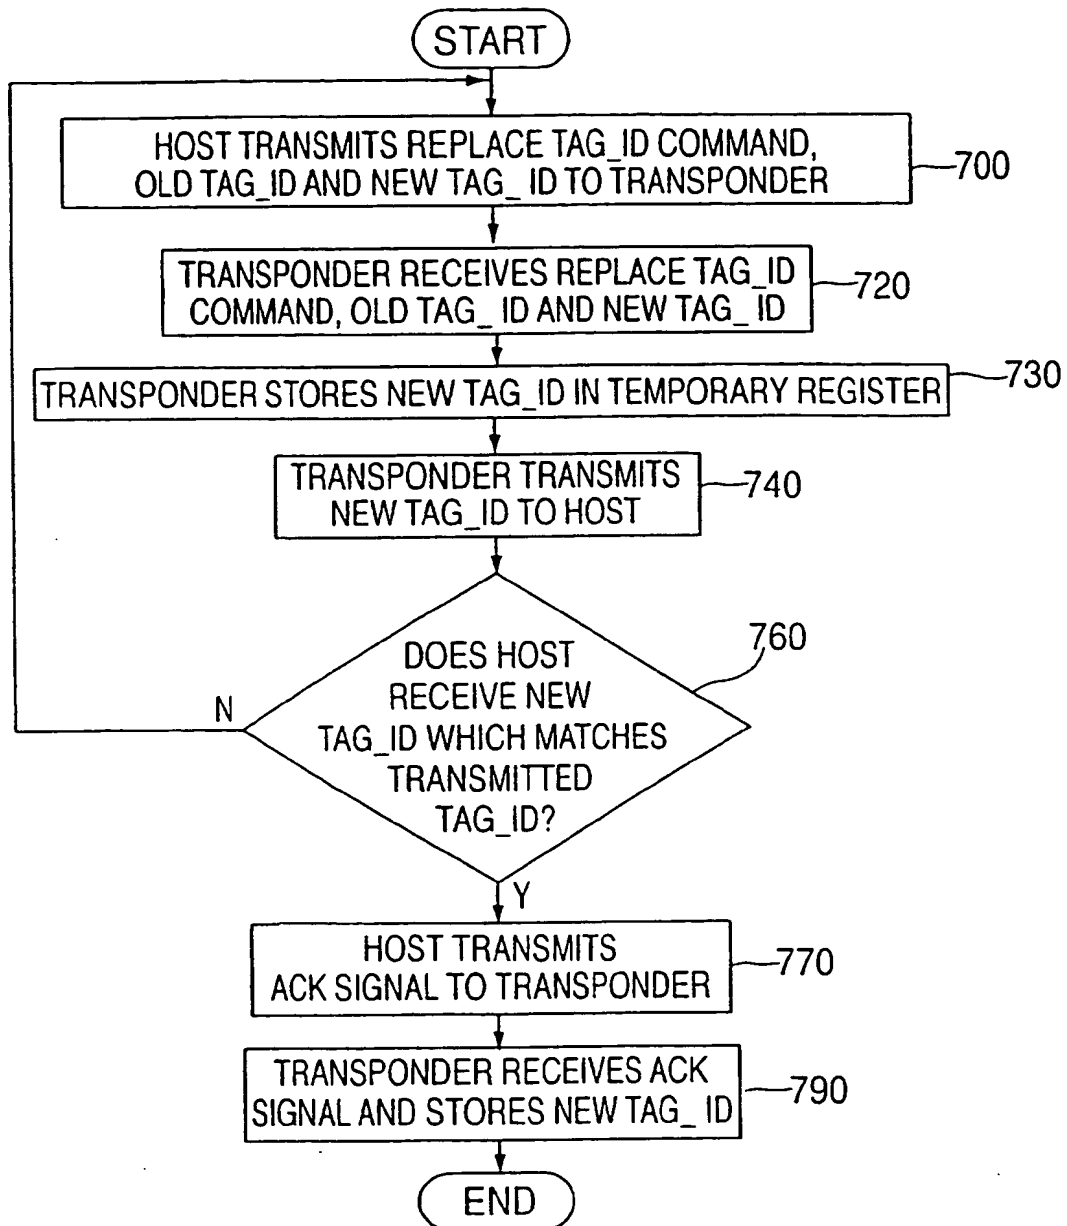 START
HOST TRANSMITS REPLACE TAG_ID COMMAND,
OLD TAG_ID AND NEW TAG_ ID TO TRANSPONDER
700
TRANSPONDER RECEIVES REPLACE TAG_ID
COMMAND, OLD TAG_ ID AND NEW TAG_ ID
720
TRANSPONDER STORES NEW TAG_ID IN TEMPORARY REGISTER
730
TRANSPONDER TRANSMITS
NEW TAG_ID TO HOST
740
DOES HOST
RECEIVE NEW
TAG_ID WHICH MATCHES
TRANSMITTED
TAG_ID?
760
N
Y
HOST TRANSMITS
ACK SIGNAL TO TRANSPONDER
770
TRANSPONDER RECEIVES ACK
SIGNAL AND STORES NEW TAG_ ID
790
END